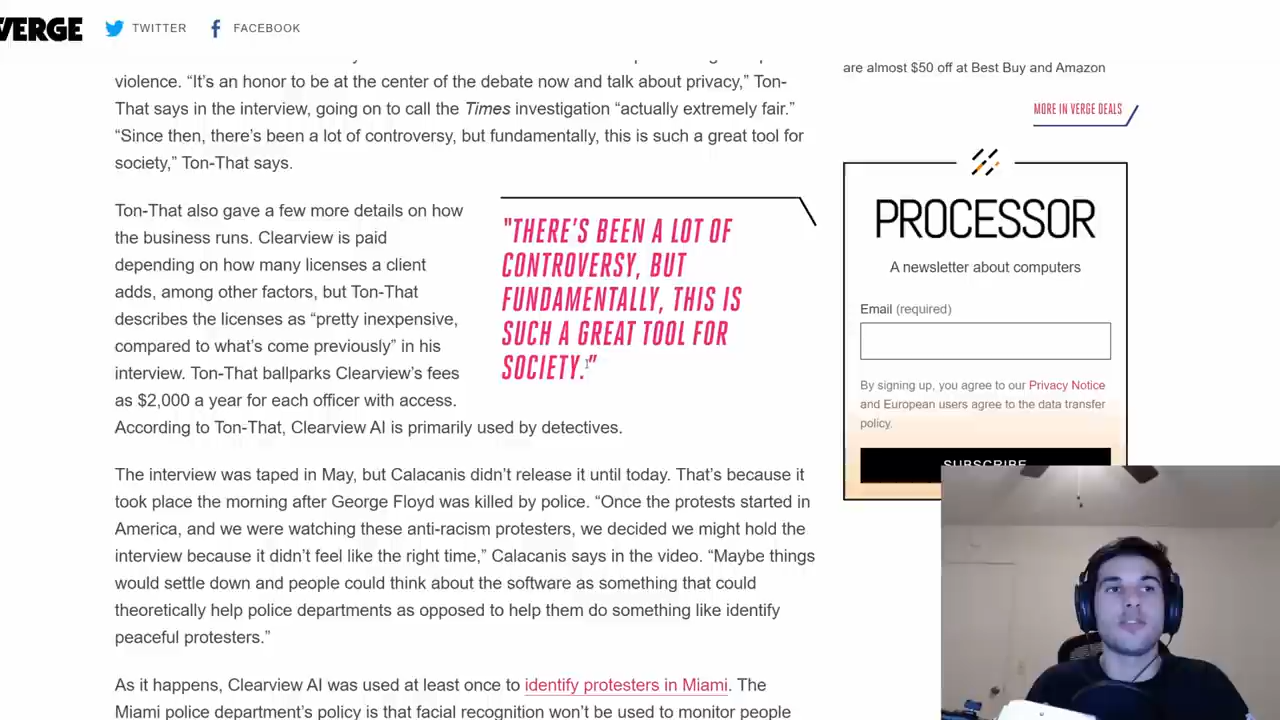 VERGE
TWITTER
FACEBOOK
violence. “It’s an honor to be at the center of the debate now and talk about privacy,” Ton-
That says in the interview, going on to call the Times investigation “actually extremely fair.”
“Since then, there’s been a lot of controversy, but fundamentally, this is such a great tool for
society,” Ton-That says.
Ton-That also gave a few more details on how
the business runs. Clearview is paid
depending on how many licenses a client
adds, among other factors, but Ton-That
describes the licenses as “pretty inexpensive,
compared to what’s come previously” in his
interview. Ton-That ballparks Clearview’s fees
as $2,000 a year for each officer with access.
According to Ton-That, Clearview AI is primarily used by detectives.
"THERE’S BEEN A LOT OF
CONTROVERSY, BUT
FUNDAMENTALLY, THIS IS
SUCH A GREAT TOOL FOR
SOCIETY.”
The interview was taped in May, but Calacanis didn’t release it until today. That’s because it
took place the morning after George Floyd was killed by police. “Once the protests started in
America, and we were watching these anti-racism protesters, we decided we might hold the
interview because it didn’t feel like the right time,” Calacanis says in the video. “Maybe things
would settle down and people could think about the software as something that could
theoretically help police departments as opposed to help them do something like identify
peaceful protesters.”
As it happens, Clearview AI was used at least once to identify protesters in Miami. The
Miami police department’s policy is that facial recognition won’t be used to monitor people
are almost $50 off at Best Buy and Amazon
MORE IN VERGE DEALS
PROCESSOR
A newsletter about computers
Email (required)
By signing up, you agree to our Privacy Notice
and European users agree to the data transfer
policy.
SUBSCRIBE